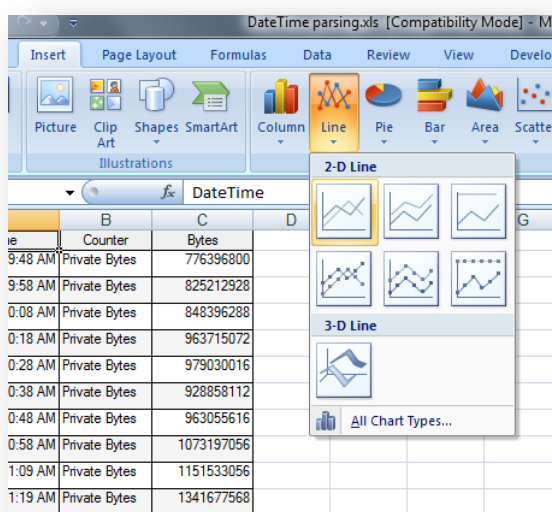 DateTime parsing.xls [Compatibility Mode] - M
Insert Page Layout Formulas Data Review View Develo
Picture Clip Art Shapes SmartArt Column Line Pie Bar Area Scatte
Illustrations
fx DateTime
2-D Line
B C D G
ne Counter Bytes
9:48 AM Private Bytes 776396800
9:58 AM Private Bytes 825212928
0:08 AM Private Bytes 848396288
0:18 AM Private Bytes 963715072
3-D Line
0:28 AM Private Bytes 979030016
0:38 AM Private Bytes 928858112
0:48 AM Private Bytes 963055616
All Chart Types...
0:58 AM Private Bytes 1073197056
1:09 AM Private Bytes 1151533056
1:19 AM Private Bytes 1341677568